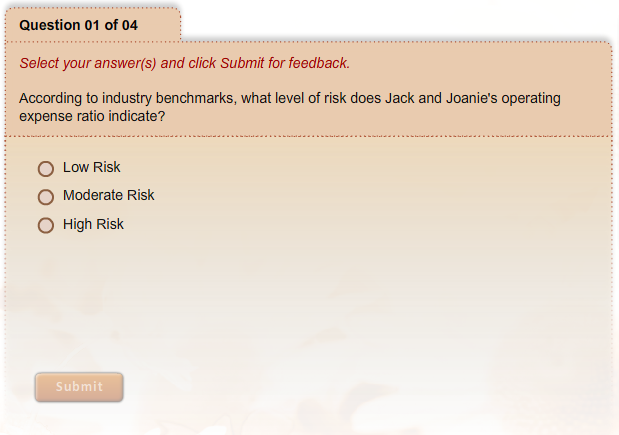 Question 01 of 04
Select your answer(s) and click Submit for feedback.
According to industry benchmarks, what level of risk does Jack and Joanie's operating
expense ratio indicate?
Low Risk
Moderate Risk
High Risk
Submit